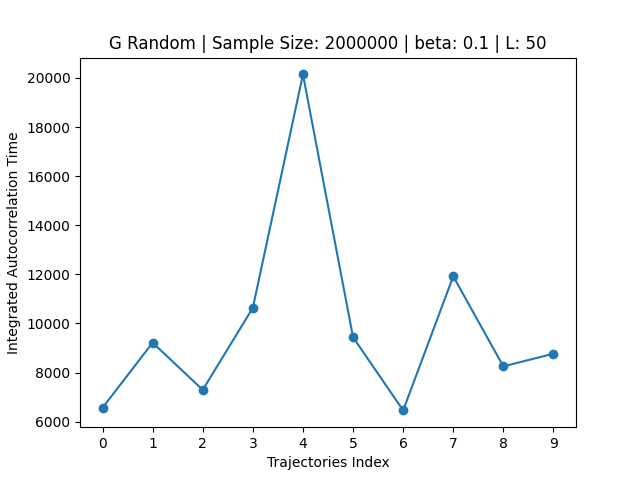 G Random | Sample Size: 2000000 | beta: 0.1 | L: 50
Integrated Autocorrelation Time
20000
18000
16000
14000
12000
10000
8000
6000
0 1 2 3 4 5 6 7 8 9
Trajectories Index